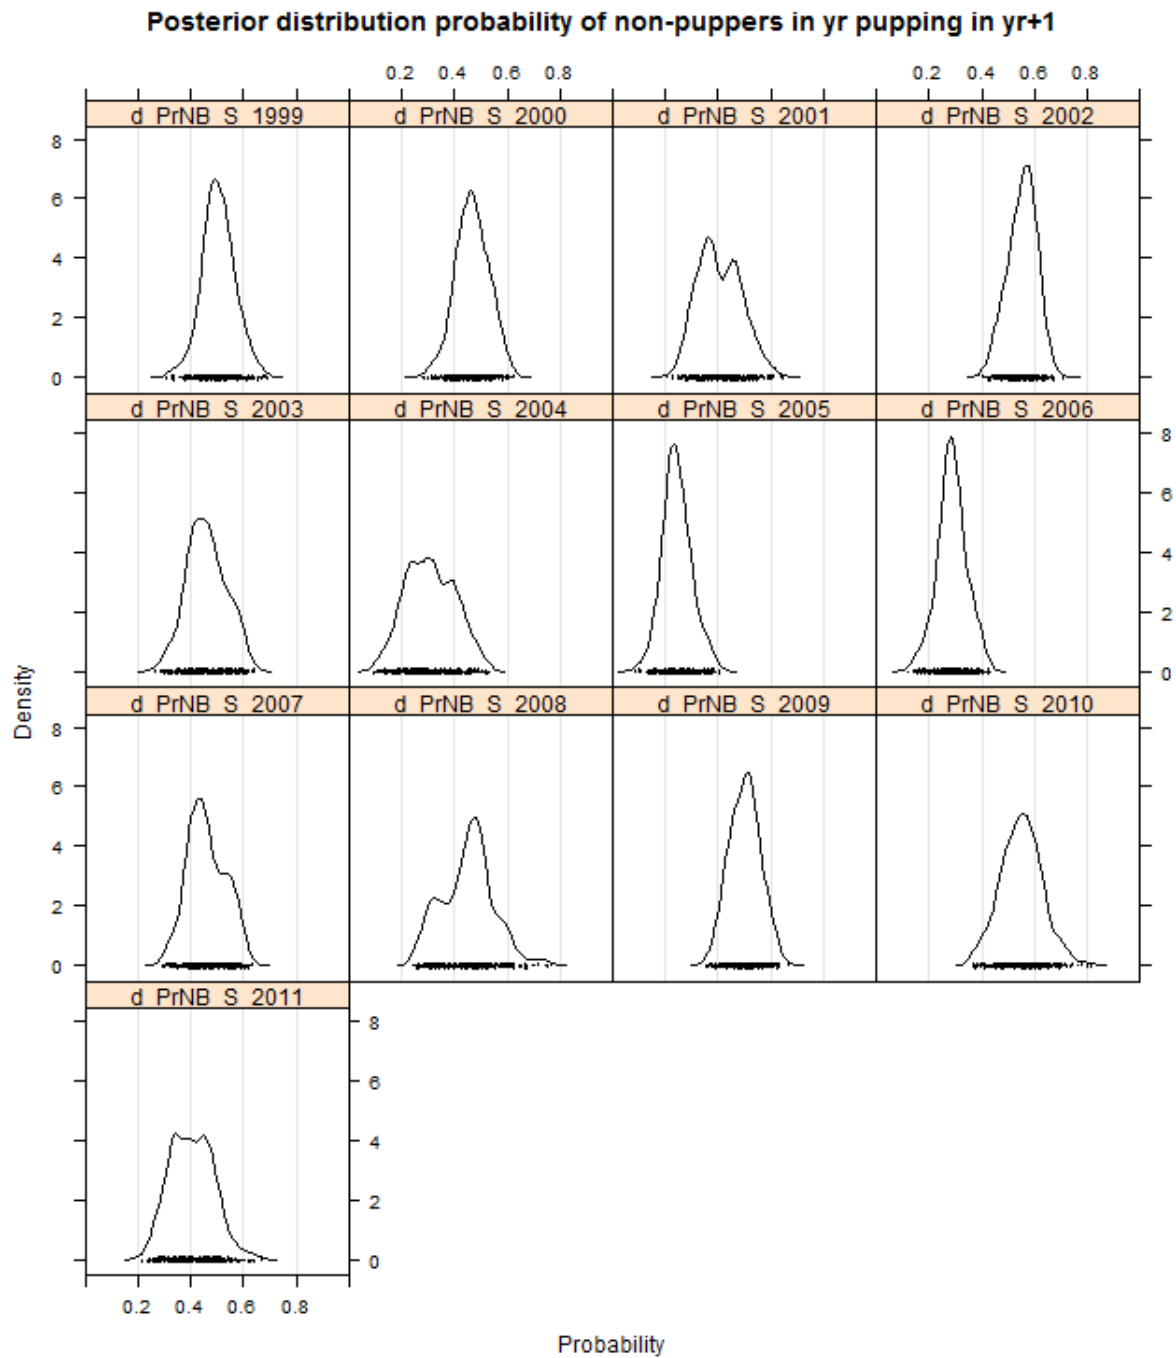 Posterior distribution probability of non-puppers in yr pupping in yr+1
0.2 0.4 0.6 0.8 0.2 0.4 0.6 0.8
d PrNB S 1999 d PrNB S 2000 d PrNB S 2001 d PrNB S 2002
8
6
4
2
0
d PrNB S 2003 d PrNB S 2004 d PrNB S 2005 d PrNB S 2006
8
6
4
2
0
Density
d PrNB S 2007 d PrNB S 2008 d PrNB S 2009 d PrNB S 2010
8
6
4
2
0
d PrNB S 2011
8
6
4
2
0
0.2 0.4 0.6 0.8
Probability